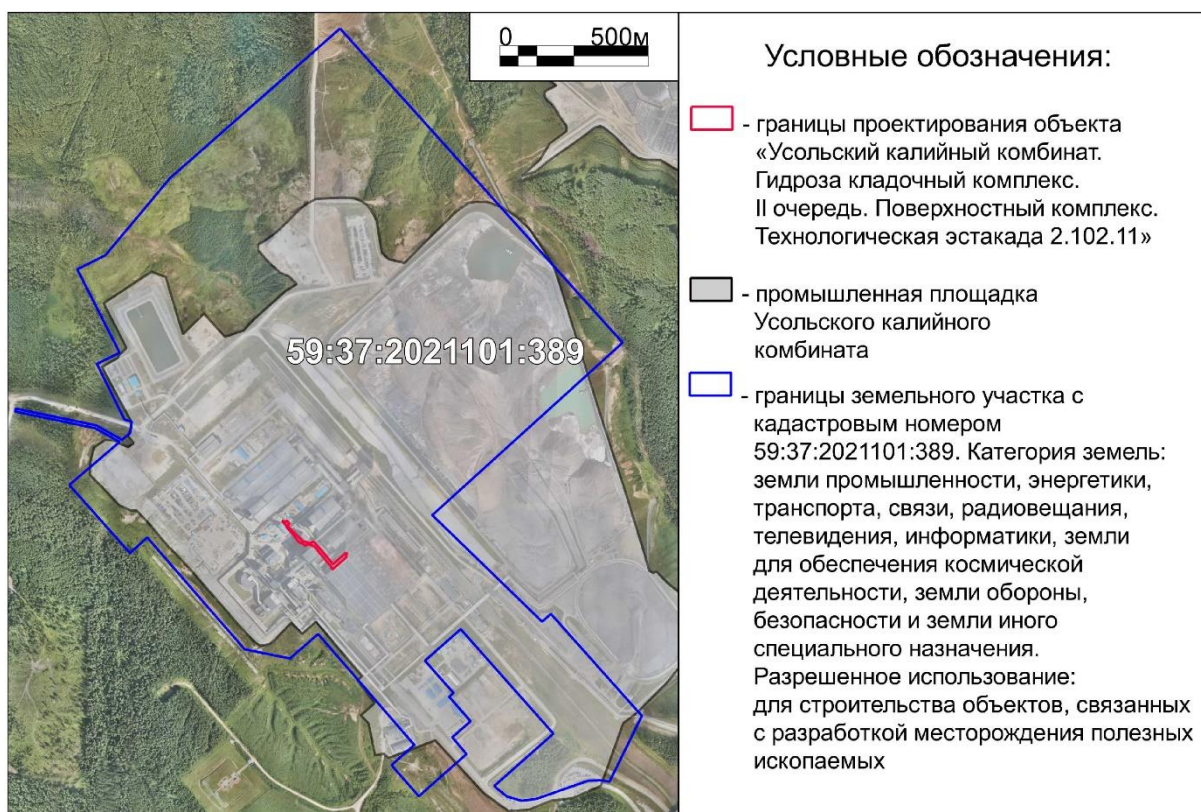 0 500м
59:37:2021101:389
Условные обозначения:
- границы проектирования объекта
«Усольский калийный комбинат.
Гидроза кладочный комплекс.
II очередь. Поверхностный комплекс.
Технологическая эстакада 2.102.11»
- промышленная площадка
Усольского калийного
комбината
- границы земельного участка с
кадастровым номером
59:37:2021101:389. Категория земель:
земли промышленности, энергетики,
транспорта, связи, радиовещания,
телевидения, информатики, земли
для обеспечения космической
деятельности, земли обороны,
безопасности и земли иного
специального назначения.
Разрешенное использование:
для строительства объектов, связанных
с разработкой месторождения полезных
ископаемых